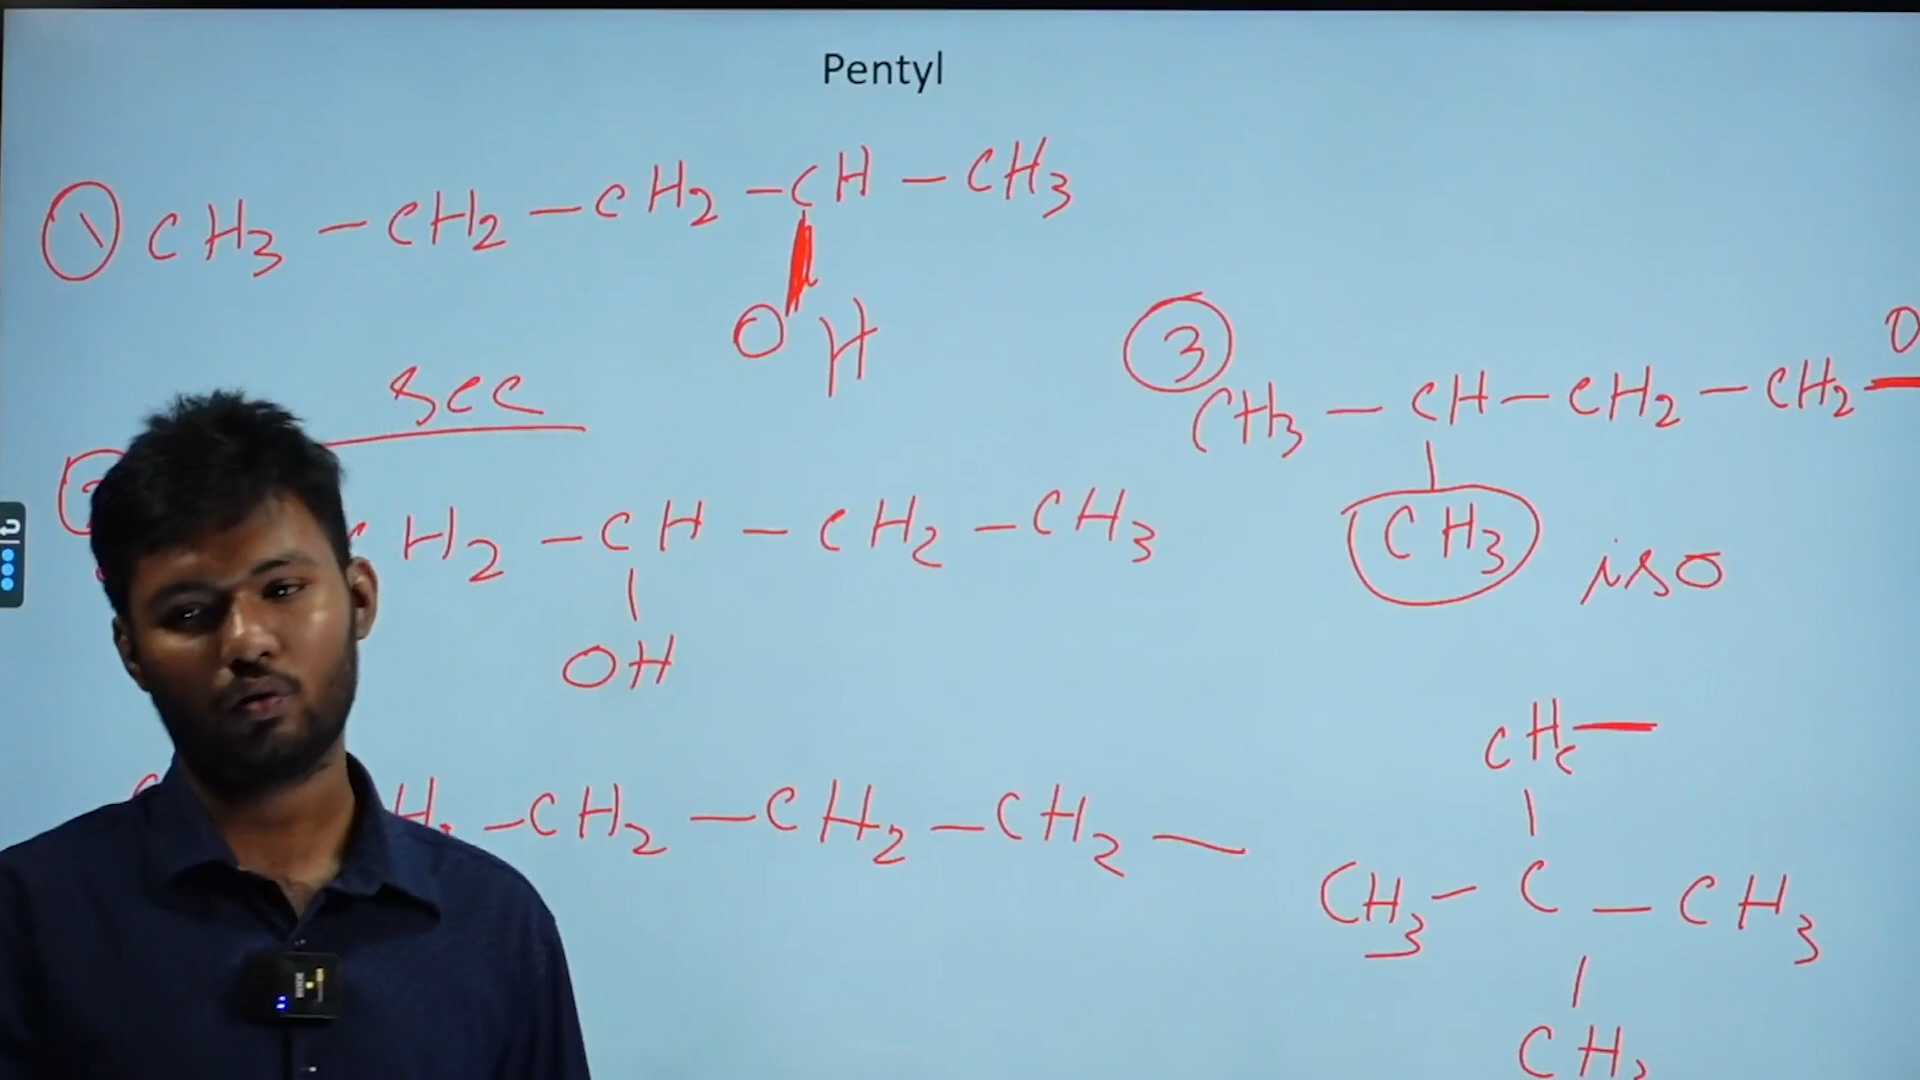 Pentyl
① CH3 – CH2 – CH2 – CH – CH3
OH
sec
CH2 – CH – CH2 – CH3
OH
– CH2 – CH2 – CH2 –
③
CH3 – CH – CH2 – CH2 – O
CH3
iso
CH2 –
CH3 – C – CH3
CH3